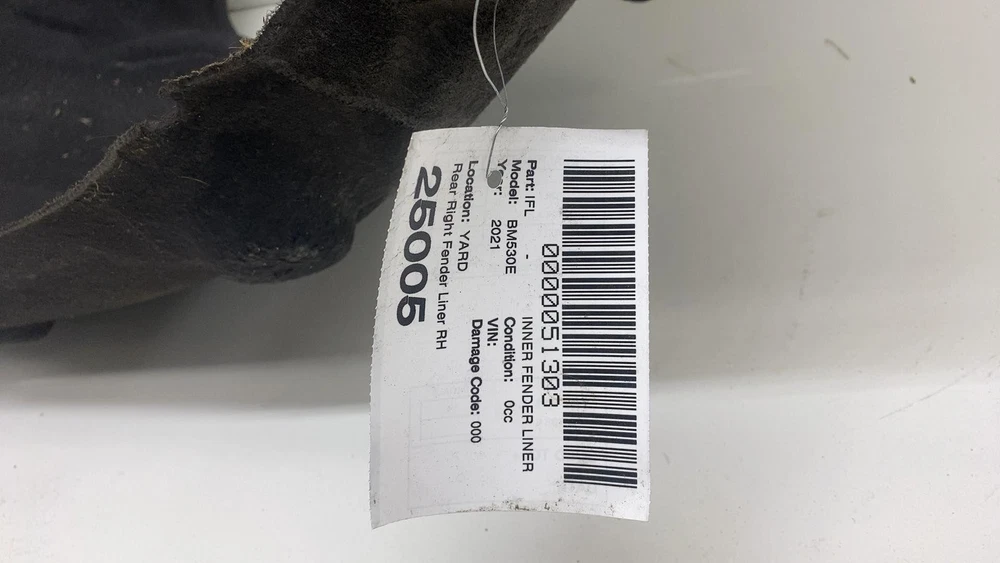 0000051303
Part: IFL - INNER FENDER LINER
Model: BM530E Condition: 0cc
Year: 2021 VIN:
Location: YARD Damage Code: 000
Rear Right Fender Liner RH
25005